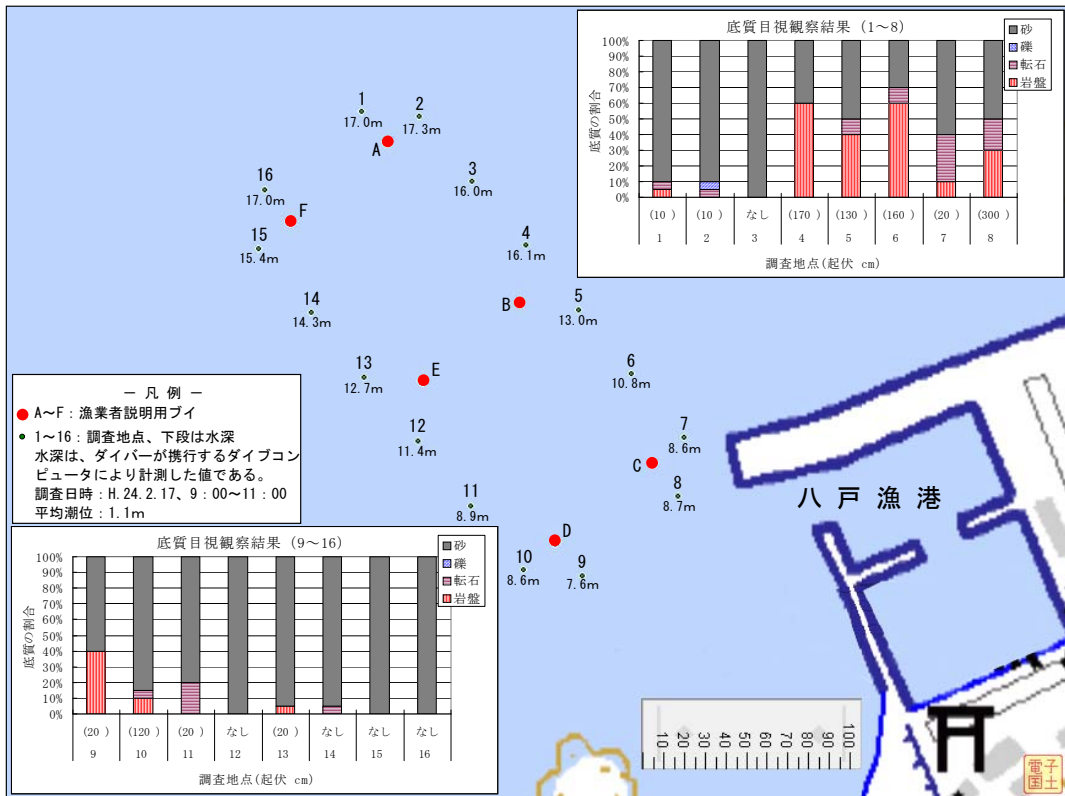 底質目視観察結果（1～8）
100%
90%
80%
70%
60%
50%
40%
30%
20%
10%
0%
底質の割合
砂
礫
転石
岩盤
(10 )
(10 )
なし
(170)
(130)
(160)
(20 )
(300)
1
2
3
4
5
6
7
8
調査地点(起伏 cm)
1
17.0m
2
17.3m
A
3
16.0m
16
17.0m
F
15
15.4m
4
16.1m
14
14.3m
B
5
13.0m
13
12.7m
E
6
10.8m
12
11.4m
7
8.6m
C
8
8.7m
11
8.9m
D
10
8.6m
9
7.6m
八戸漁港
－ 凡 例 －
A～F：漁業者説明用ブイ
1～16：調査地点、下段は水深
水深は、ダイバーが携行するダイブコン
ピュータにより計測した値である。
調査日時：H.24.2.17、9：00～11：00
平均潮位：1.1m
底質目視観察結果（9～16）
100%
90%
80%
70%
60%
50%
40%
30%
20%
10%
0%
底質の割合
砂
礫
転石
岩盤
(20 )
(120)
(20 )
なし
(20 )
なし
なし
なし
9
10
11
12
13
14
15
16
調査地点(起伏 cm)
10
20
30
40
50
60
70
80
90
100
電子
国土